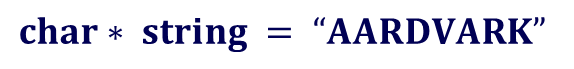 char∗ string = “AARDVARK”